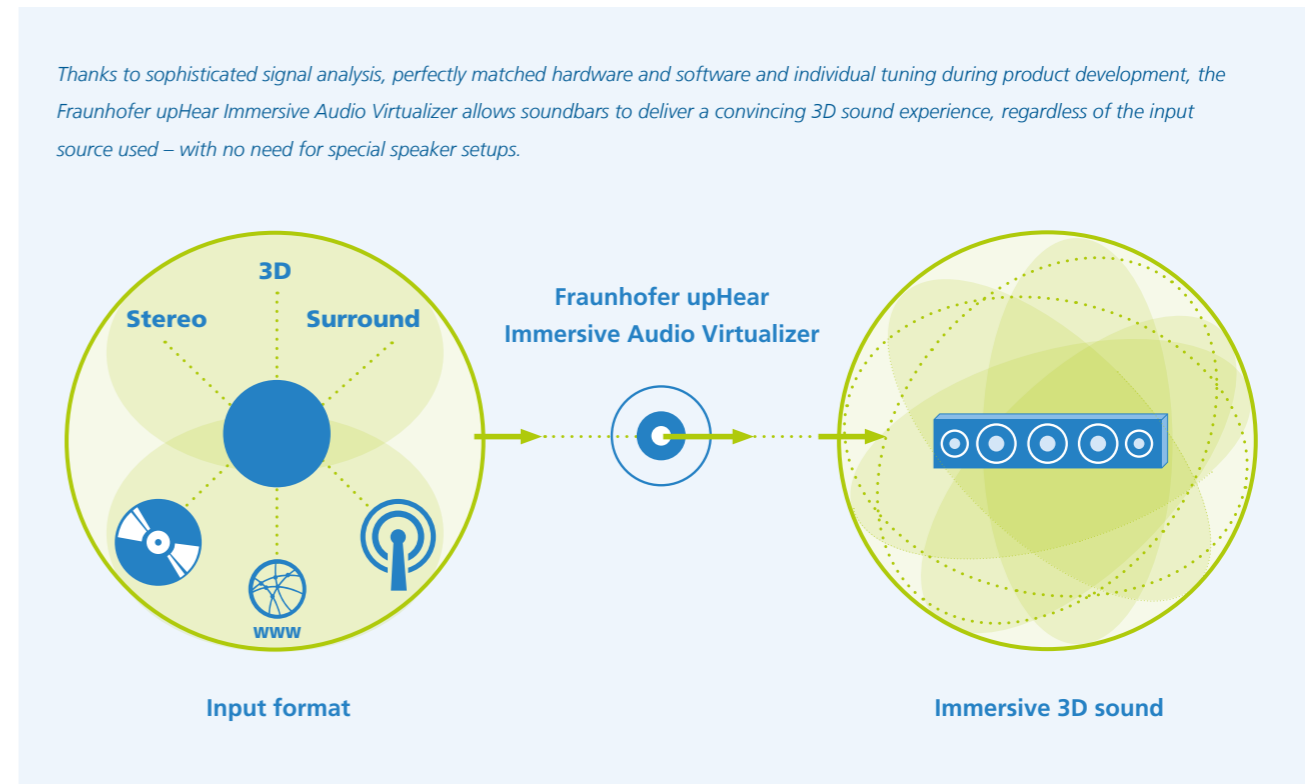 Thanks to sophisticated signal analysis, perfectly matched hardware and software and individual tuning during product development, the
Fraunhofer upHear Immersive Audio Virtualizer allows soundbars to deliver a convincing 3D sound experience, regardless of the input
source used – with no need for special speaker setups.
3D
Stereo
Surround
www
Input format
Fraunhofer upHear
Immersive Audio Virtualizer
Immersive 3D sound